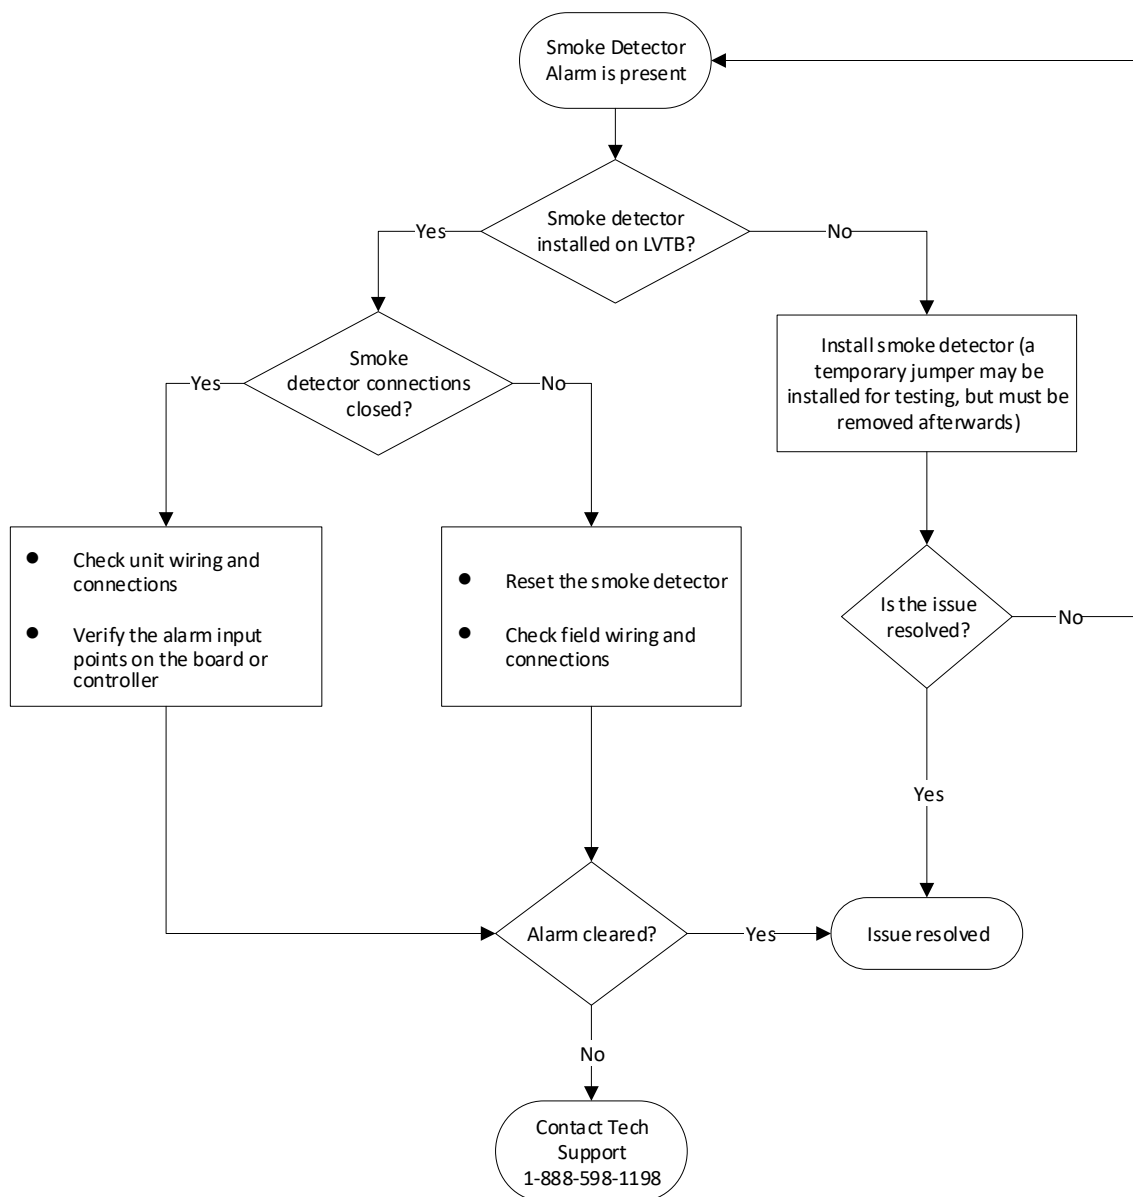 Smoke Detector
Alarm is present
Smoke detector
installed on LVTB?
Yes
No
Smoke
detector connections
closed?
Yes
No
Install smoke detector (a
temporary jumper may be
installed for testing, but must be
removed afterwards)
● Check unit wiring and
connections
● Verify the alarm input
points on the board or
controller
● Reset the smoke detector
● Check field wiring and
connections
Is the issue
resolved?
No
Yes
Alarm cleared?
Yes
Issue resolved
No
Contact Tech
Support
1-888-598-1198